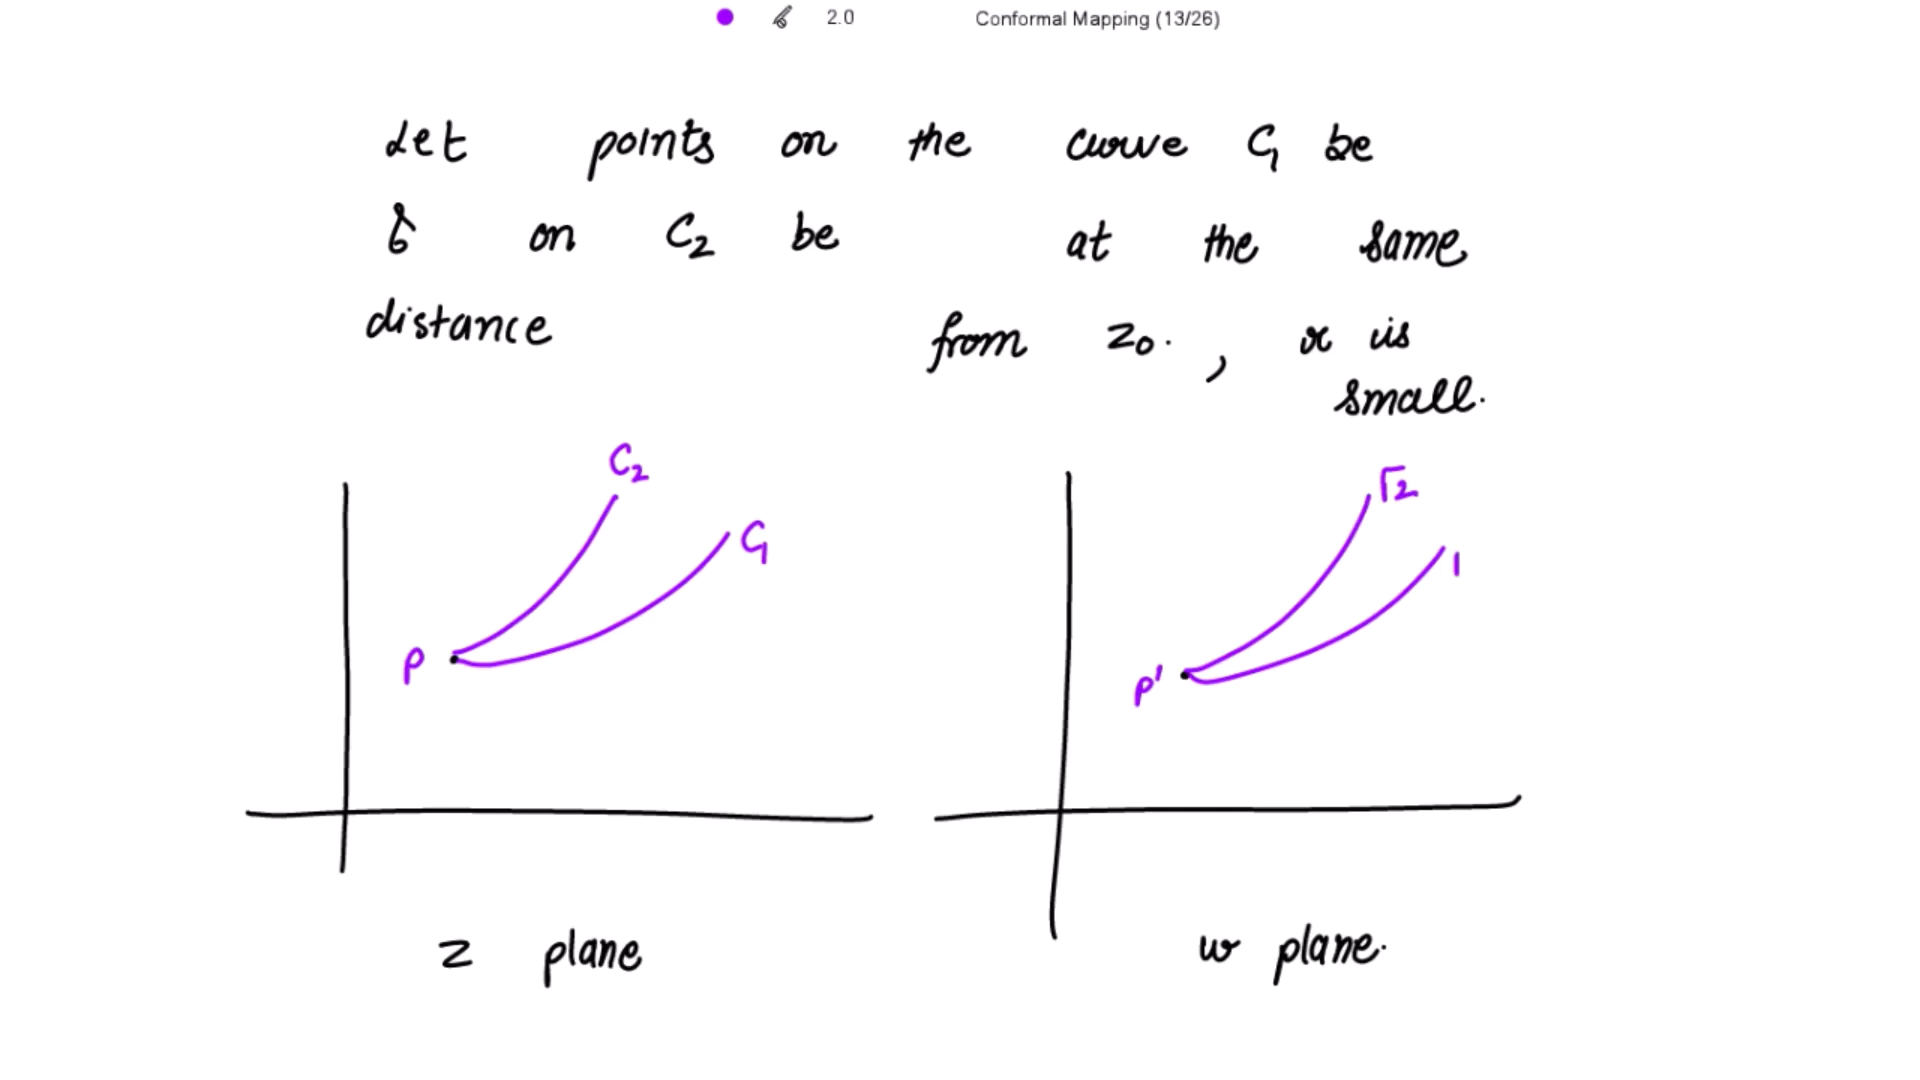 2.0 Conformal Mapping (13/26)
Let points on the curve C1 be
& on C2 be at the same
distance from z0. , r is
small.
C2
C1
P
Γ2
1
P'
z plane
w plane.